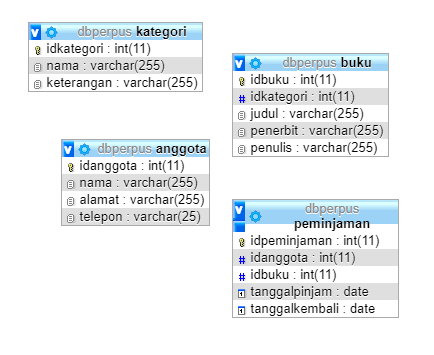 dbperpus kategori
idkategori : int(11)
nama : varchar(255)
keterangan : varchar(255)
dbperpus buku
idbuku : int(11)
idkategori : int(11)
judul : varchar(255)
penerbit : varchar(255)
penulis : varchar(255)
dbperpus anggota
idanggota : int(11)
nama : varchar(255)
alamat : varchar(255)
telepon : varchar(25)
dbperpus
peminjaman
idpeminjaman : int(11)
idanggota : int(11)
idbuku : int(11)
tanggalpinjam : date
tanggalkembali : date